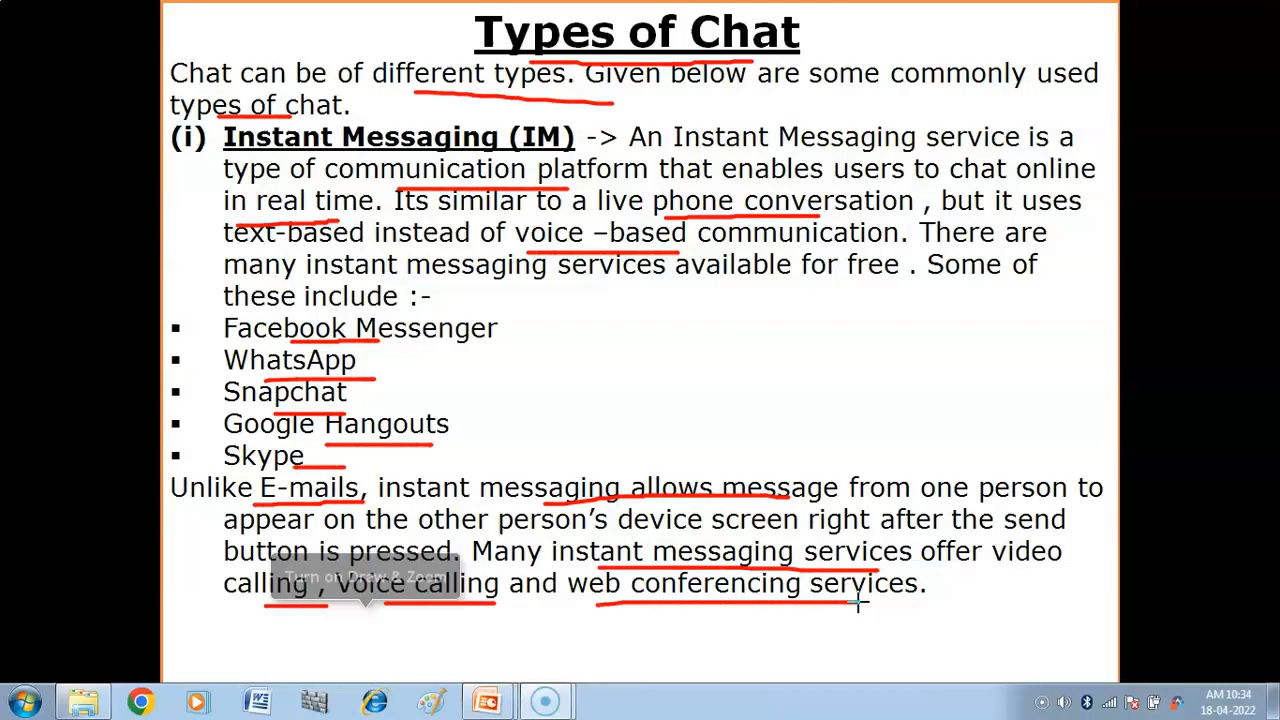 Types of Chat
Chat can be of different types. Given below are some commonly used
types of chat.
(i) Instant Messaging (IM) -> An Instant Messaging service is a
type of communication platform that enables users to chat online
in real time. Its similar to a live phone conversation , but it uses
text-based instead of voice –based communication. There are
many instant messaging services available for free . Some of
these include :-
▪ Facebook Messenger
▪ WhatsApp
▪ Snapchat
▪ Google Hangouts
▪ Skype
Unlike E-mails, instant messaging allows message from one person to
appear on the other person’s device screen right after the send
button is pressed. Many instant messaging services offer video
Turn on Draw & Zoom
calling , voice calling and web conferencing services.
AM 10:34
18-04-2022